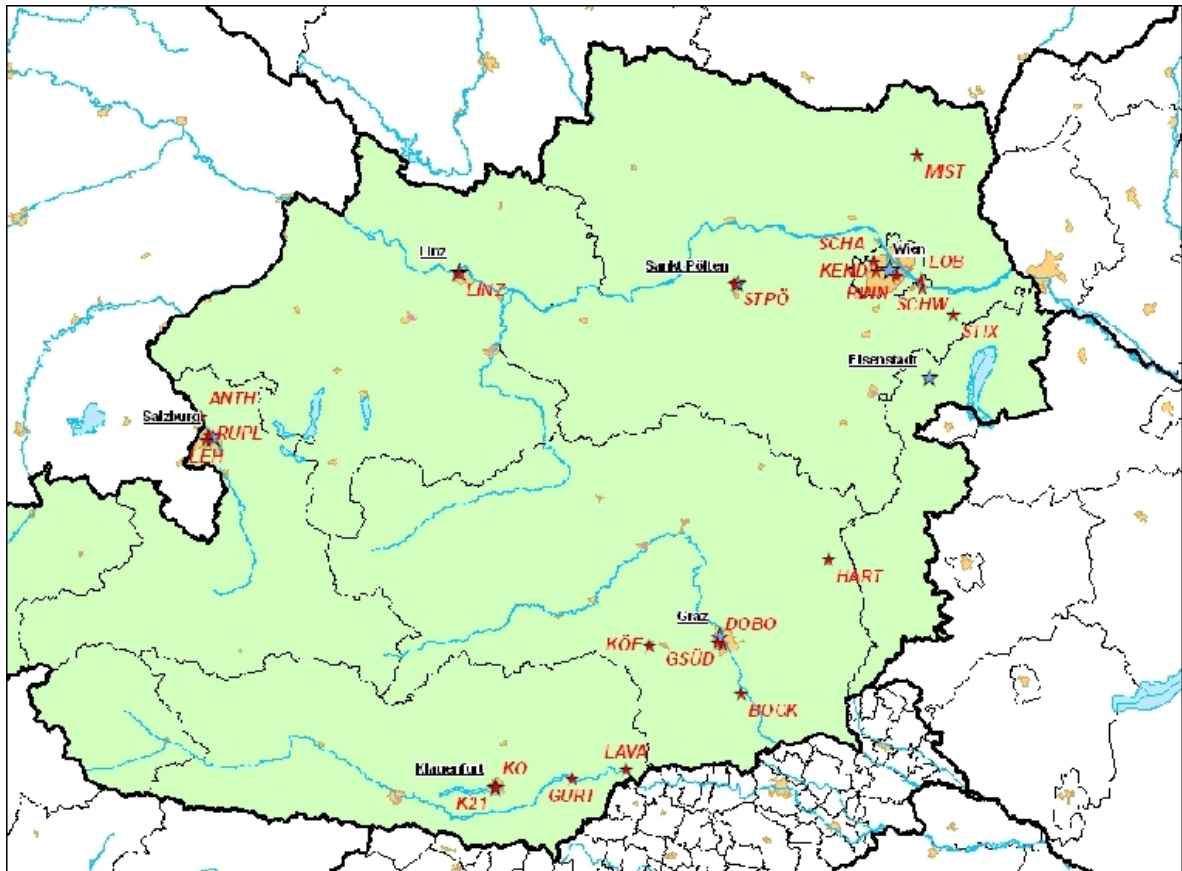 MIST
SCHA
Wien
LOB
KEND
RINN
SCHW
STIX
Linz
LINZ
Sankt Pölten
STPÖ
Eisenstadt
ANTH
Salzburg
RUPL
LEH
HART
Graz
DOBO
KÖF
GSÜD
BOCK
LAVA
Klagenfurt
KO
K21
GURT